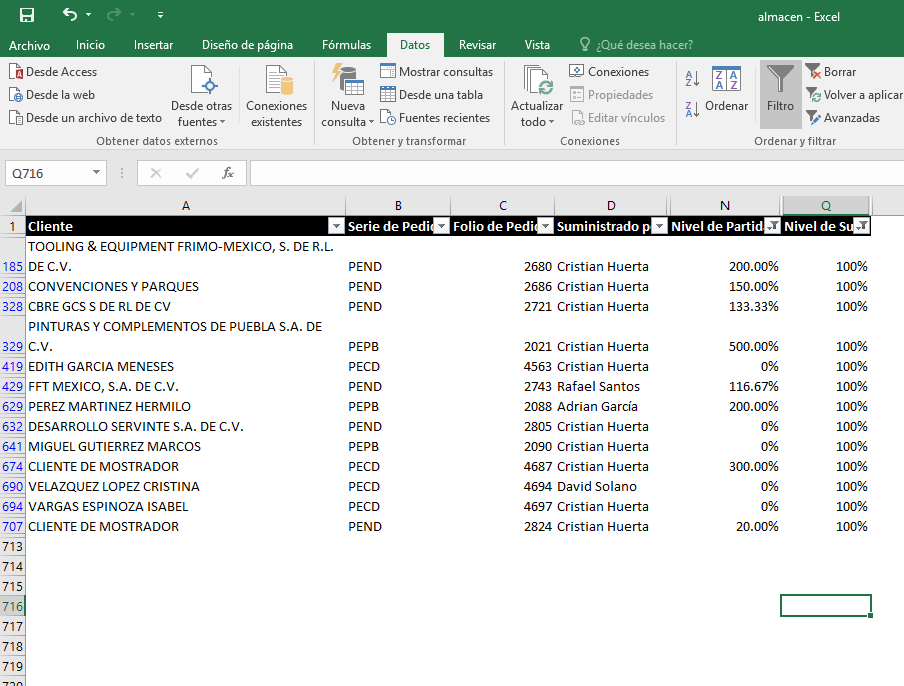 almacen - Excel
Archivo Inicio Insertar Diseño de página Fórmulas Datos Revisar Vista ¿Qué desea hacer?
Desde Access
Desde la web
Desde un archivo de texto
Desde otras fuentes
Conexiones existentes
Obtener datos externos
Nueva consulta
Mostrar consultas
Desde una tabla
Fuentes recientes
Obtener y transformar
Actualizar todo
Conexiones
Propiedades
Editar vínculos
Conexiones
Ordenar
Filtro
Borrar
Volver a aplicar
Avanzadas
Ordenar y filtrar
Q716 fx
A B C D N Q
1 Cliente Serie de Pedi Folio de Pedi Suministrado p Nivel de Partid Nivel de Su
TOOLING & EQUIPMENT FRIMO-MEXICO, S. DE R.L.
185 DE C.V. PEND 2680 Cristian Huerta 200.00% 100%
208 CONVENCIONES Y PARQUES PEND 2686 Cristian Huerta 150.00% 100%
328 CBRE GCS S DE RL DE CV PEND 2721 Cristian Huerta 133.33% 100%
PINTURAS Y COMPLEMENTOS DE PUEBLA S.A. DE
329 C.V. PEPB 2021 Cristian Huerta 500.00% 100%
419 EDITH GARCIA MENESES PECD 4563 Cristian Huerta 0% 100%
429 FFT MEXICO, S.A. DE C.V. PEND 2743 Rafael Santos 116.67% 100%
629 PEREZ MARTINEZ HERMILO PEPB 2088 Adrian García 200.00% 100%
632 DESARROLLO SERVINTE S.A. DE C.V. PEND 2805 Cristian Huerta 0% 100%
641 MIGUEL GUTIERREZ MARCOS PEPB 2090 Cristian Huerta 0% 100%
674 CLIENTE DE MOSTRADOR PECD 4687 Cristian Huerta 300.00% 100%
690 VELAZQUEZ LOPEZ CRISTINA PECD 4694 David Solano 0% 100%
694 VARGAS ESPINOZA ISABEL PECD 4697 Cristian Huerta 0% 100%
707 CLIENTE DE MOSTRADOR PEND 2824 Cristian Huerta 20.00% 100%
713
714
715
716
717
718
719
720